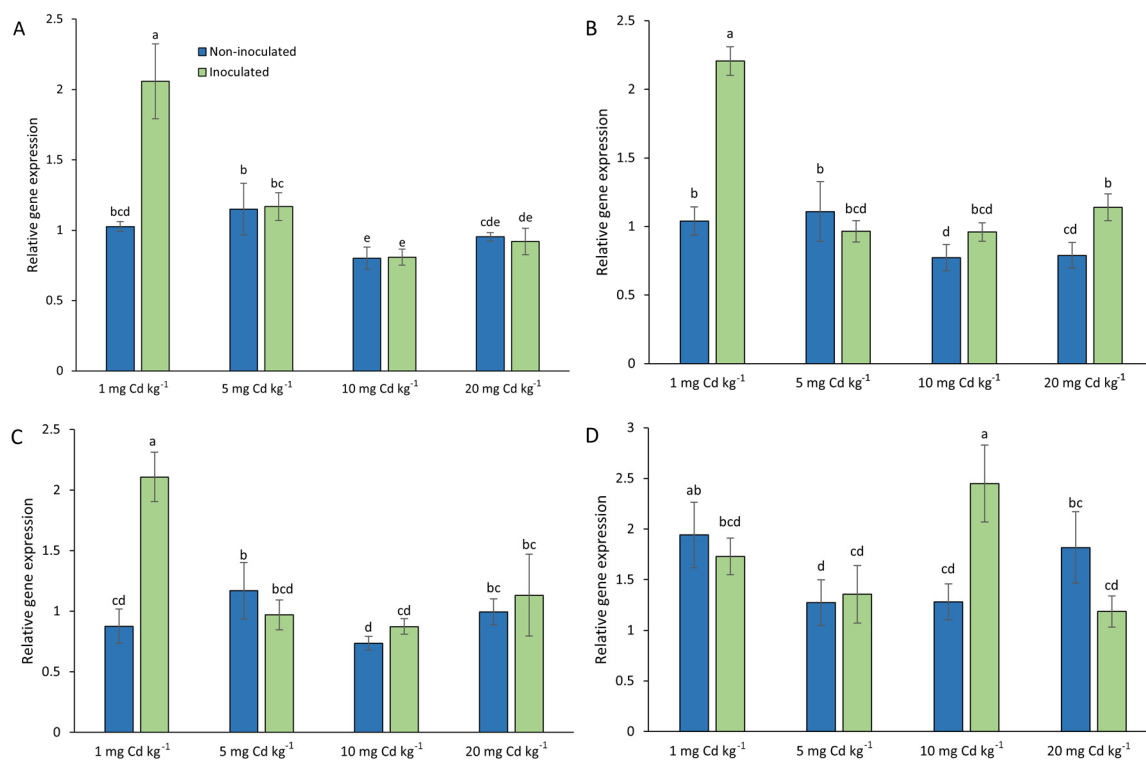 A
Relative gene expression
2.5
2
1.5
1
0.5
0
Non-inoculated
Inoculated
bcd
a
b
bc
e
e
cde
de
1 mg Cd kg⁻¹
5 mg Cd kg⁻¹
10 mg Cd kg⁻¹
20 mg Cd kg⁻¹
B
Relative gene expression
2.5
2
1.5
1
0.5
0
b
a
b
bcd
d
bcd
cd
b
1 mg Cd kg⁻¹
5 mg Cd kg⁻¹
10 mg Cd kg⁻¹
20 mg Cd kg⁻¹
C
Relative gene expression
2.5
2
1.5
1
0.5
0
cd
a
b
bcd
d
cd
bc
bc
1 mg Cd kg⁻¹
5 mg Cd kg⁻¹
10 mg Cd kg⁻¹
20 mg Cd kg⁻¹
D
Relative gene expression
3
2.5
2
1.5
1
0.5
0
ab
bcd
d
cd
cd
a
bc
cd
1 mg Cd kg⁻¹
5 mg Cd kg⁻¹
10 mg Cd kg⁻¹
20 mg Cd kg⁻¹